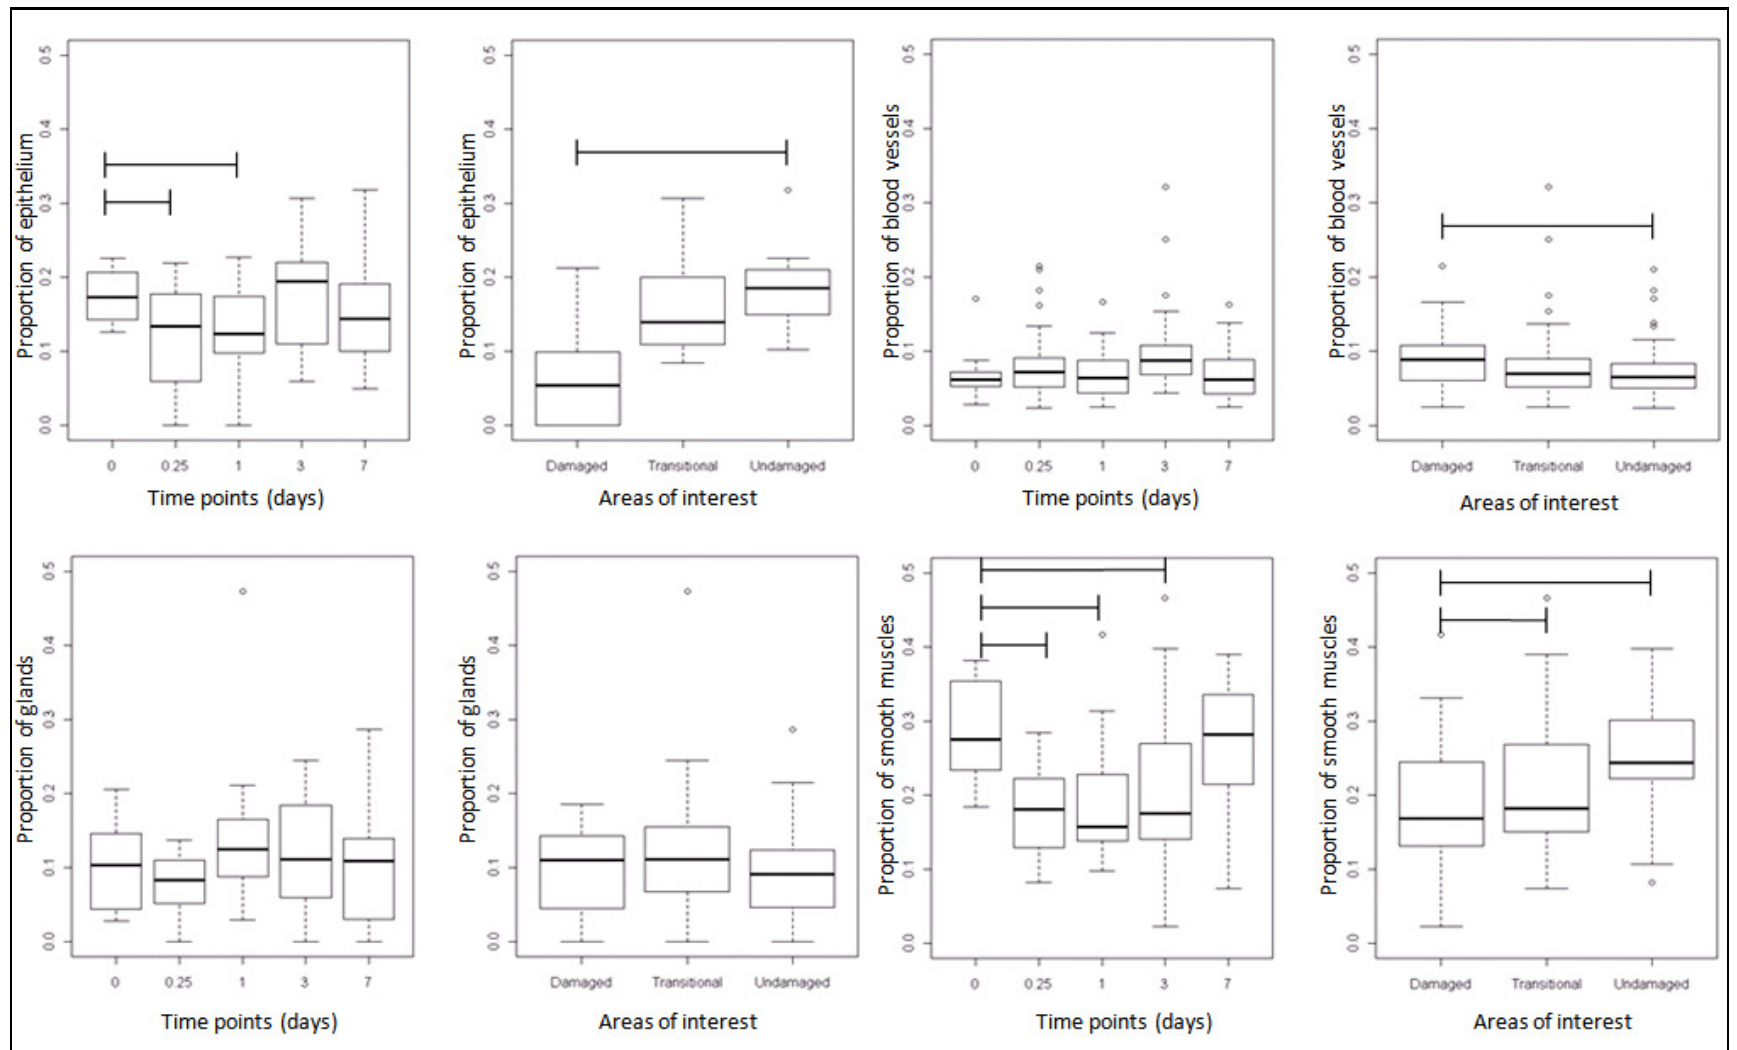 Proportion of epithelium
0.0 0.1 0.2 0.3 0.4 0.5
0 0.25 1 3 7
Time points (days)
Proportion of epithelium
0.0 0.1 0.2 0.3 0.4 0.5
Damaged Transitional Undamaged
Areas of interest
Proportion of blood vessels
0.0 0.1 0.2 0.3 0.4 0.5
0 0.25 1 3 7
Time points (days)
Proportion of blood vessels
0.0 0.1 0.2 0.3 0.4 0.5
Damaged Transitional Undamaged
Areas of interest
Proportion of glands
0.0 0.1 0.2 0.3 0.4 0.5
0 0.25 1 3 7
Time points (days)
Proportion of glands
0.0 0.1 0.2 0.3 0.4 0.5
Damaged Transitional Undamaged
Areas of interest
Proportion of smooth muscles
0.0 0.1 0.2 0.3 0.4 0.5
0 0.25 1 3 7
Time points (days)
Proportion of smooth muscles
0.0 0.1 0.2 0.3 0.4 0.5
Damaged Transitional Undamaged
Areas of interest